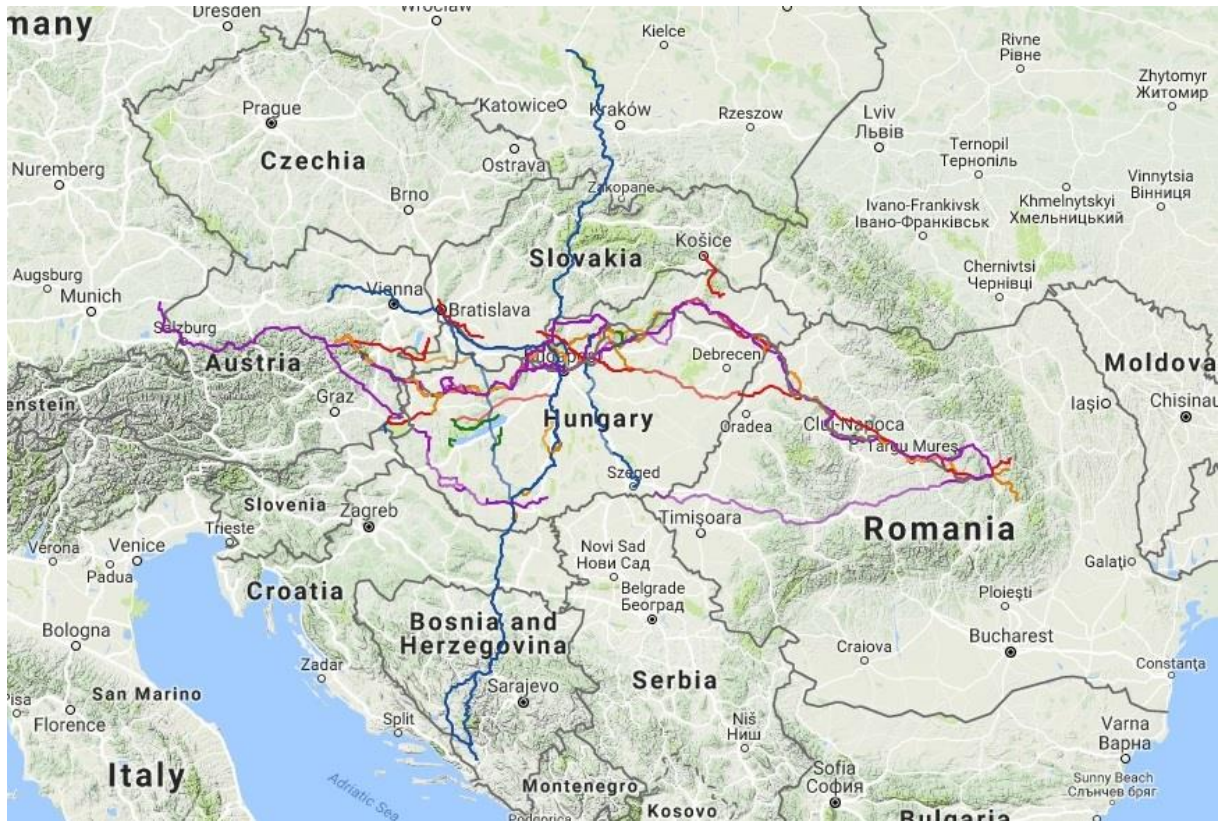 Dresden
Wrocław
many
Kielce
Rivne
Рівне
Zhytomyr
Житомир
Prague
Katowice
Kraków
Rzeszow
Lviv
Львів
Ternopil
Тернопіль
Czechia
Ostrava
Nuremberg
Vinnytsia
Вінниця
Brno
Zakopane
Ivano-Frankivsk
Івано-Франківськ
Khmelnytskyi
Хмельницький
Košice
Slovakia
Augsburg
Chernivtsi
Чернівці
Munich
Vienna
Bratislava
Salzburg
Austria
Budapest
Debrecen
Moldova
enstein
Graz
Hungary
Oradea
Cluj-Napoca
Iași
Chisinau
Târgu Mureș
Szeged
Slovenia
Zagreb
Timișoara
Romania
Trieste
Verona
Venice
Padua
Novi Sad
Нови Сад
Galați
Croatia
Belgrade
Београд
Ploiești
Bologna
Bosnia and
Herzegovina
Craiova
Bucharest
Zadar
Constanța
Pisa
San Marino
Sarajevo
Serbia
Florence
Split
Niš
Ниш
Varna
Варна
Italy
Adriatic Sea
Montenegro
Sofia
София
Sunny Beach
Слънчев бряг
Podgorica
Kosovo
Bulgaria